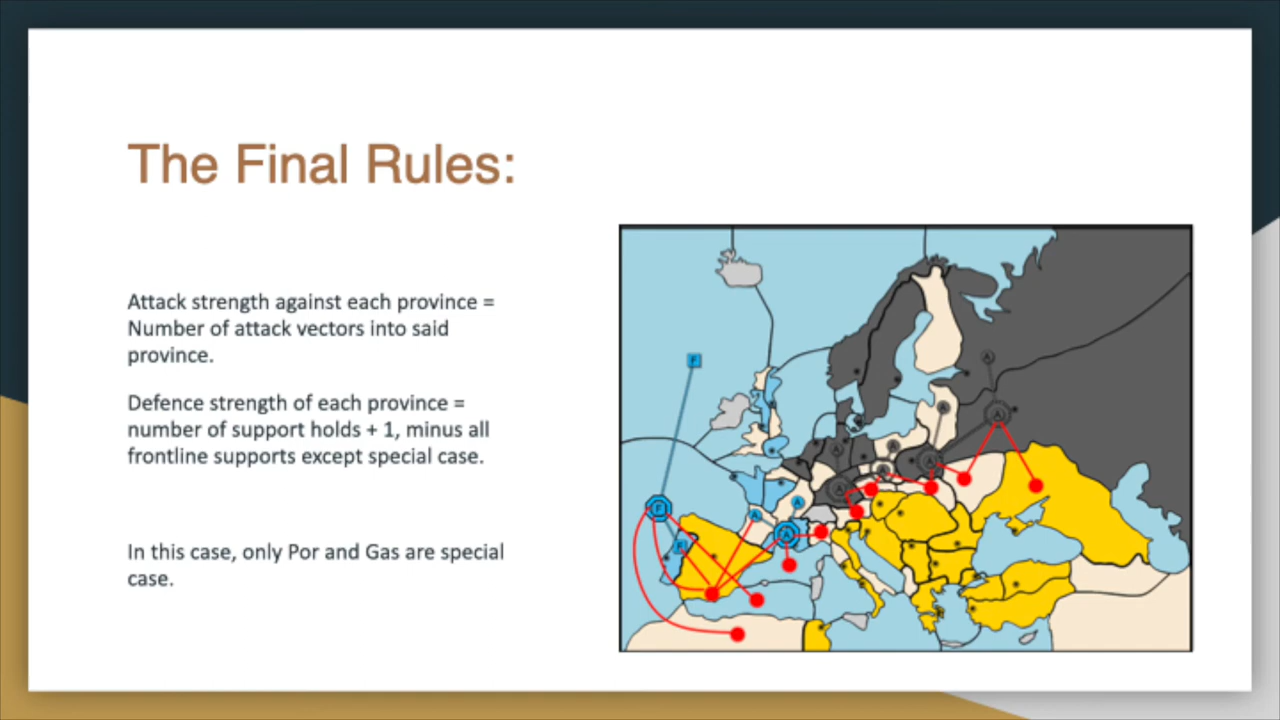 The Final Rules:
Attack strength against each province =
Number of attack vectors into said
province.
Defence strength of each province =
number of support holds + 1, minus all
frontline supports except special case.
In this case, only Por and Gas are special
case.
F
F
F
A
A
A
A
A
A
A
A
A
A
A